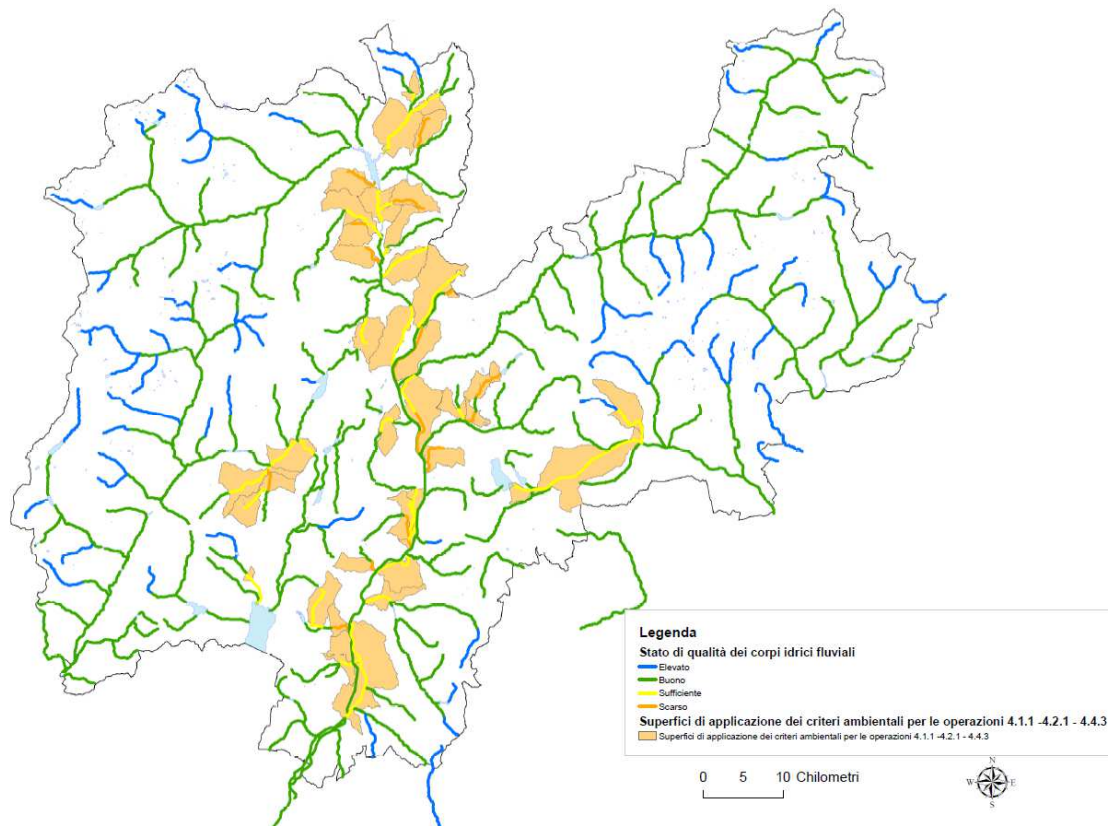 Legenda
Stato di qualità dei corpi idrici fluviali
Elevato
Buono
Sufficiente
Scarso
Superfici di applicazione dei criteri ambientali per le operazioni 4.1.1 -4.2.1 - 4.4.3
Superfici di applicazione dei criteri ambientali per le operazioni 4.1.1 -4.2.1 - 4.4.3
0 5 10 Chilometri
N
W E
S